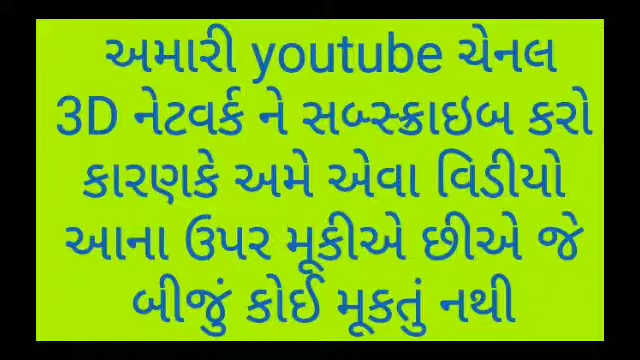 અમારી youtube ચેનલ
3D નેટવર્ક ને સબ્સ્ક્રાઇબ કરો
કારણકે અમે એવા વિડીયો
આના ઉપર મૂકીએ છીએ જે
બીજું કોઈ મૂકતું નથી